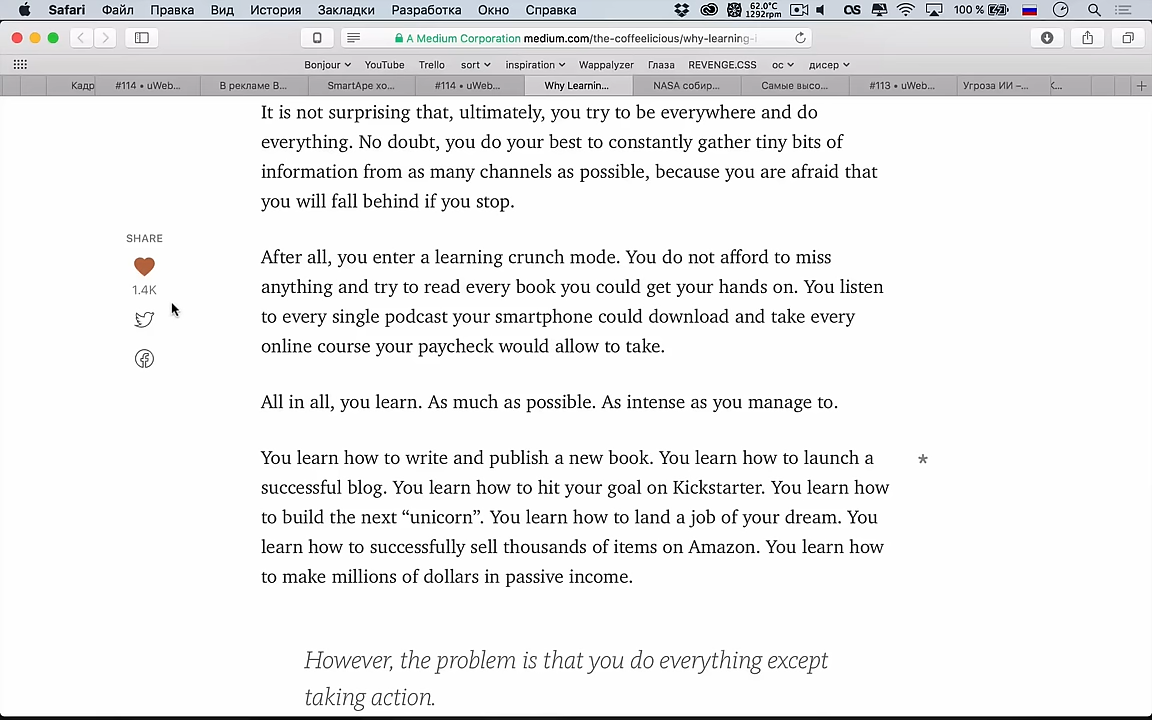 Safari Файл Правка Вид История Закладки Разработка Окно Справка 62.0°C 1292rpm 100 %
A Medium Corporation medium.com/the-coffeelicious/why-learning-i
Bonjour YouTube Trello sort inspiration Wappalyzer Глаза REVENGE.CSS ос дисер
Кадр #114 • uWeb... В рекламе B... SmartApe хо... #114 • uWeb... Why Learnin... NASA собир... Самые высо... #113 • uWeb... Угроза ИИ –...
It is not surprising that, ultimately, you try to be everywhere and do
everything. No doubt, you do your best to constantly gather tiny bits of
information from as many channels as possible, because you are afraid that
you will fall behind if you stop.
SHARE
1.4K
After all, you enter a learning crunch mode. You do not afford to miss
anything and try to read every book you could get your hands on. You listen
to every single podcast your smartphone could download and take every
online course your paycheck would allow to take.
All in all, you learn. As much as possible. As intense as you manage to.
You learn how to write and publish a new book. You learn how to launch a
successful blog. You learn how to hit your goal on Kickstarter. You learn how
to build the next “unicorn”. You learn how to land a job of your dream. You
learn how to successfully sell thousands of items on Amazon. You learn how
to make millions of dollars in passive income.
*
However, the problem is that you do everything except
taking action.